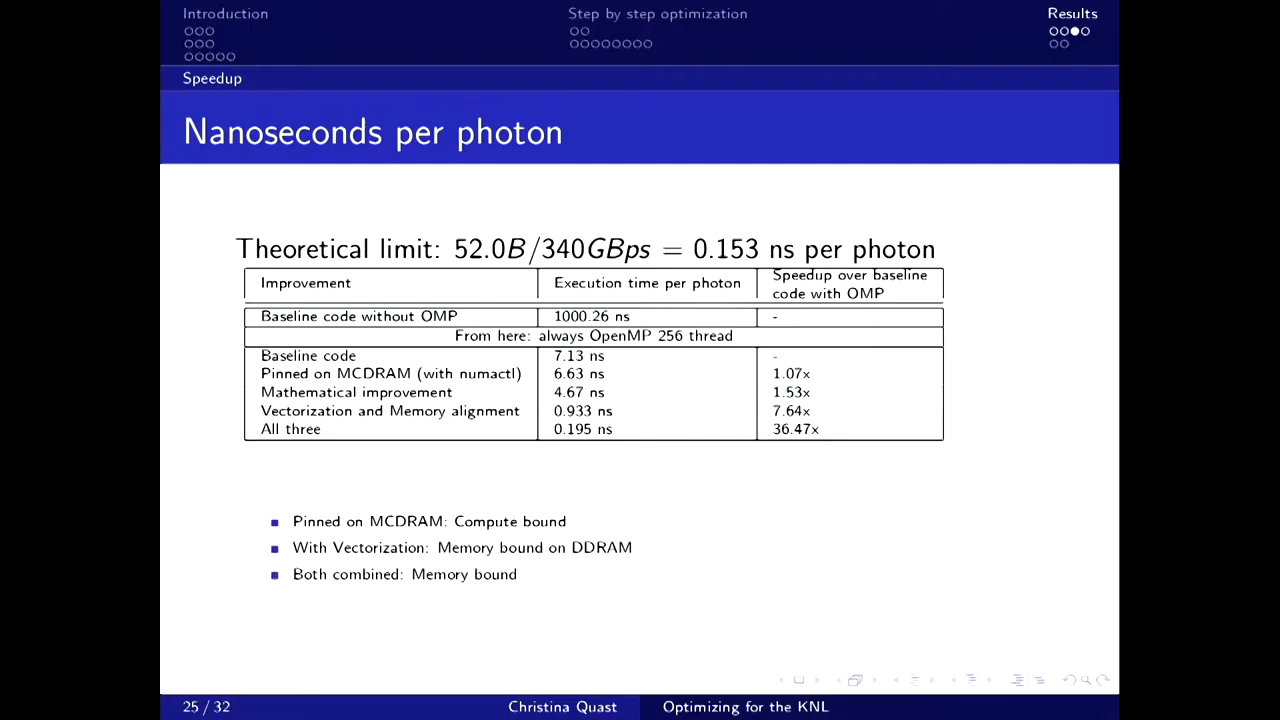 Introduction Step by step optimization Results
Speedup
Nanoseconds per photon
Theoretical limit: 52.0B/340GBps = 0.153 ns per photon
Improvement Execution time per photon Speedup over baseline
code with OMP
Baseline code without OMP 1000.26 ns -
From here: always OpenMP 256 thread
Baseline code 7.13 ns -
Pinned on MCDRAM (with numactl) 6.63 ns 1.07x
Mathematical improvement 4.67 ns 1.53x
Vectorization and Memory alignment 0.933 ns 7.64x
All three 0.195 ns 36.47x
Pinned on MCDRAM: Compute bound
With Vectorization: Memory bound on DDRAM
Both combined: Memory bound
25 / 32 Christina Quast Optimizing for the KNL